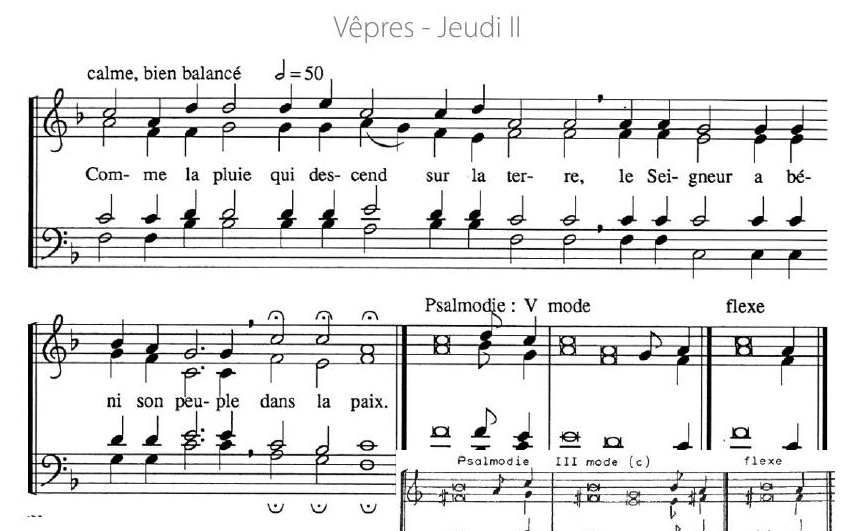 Vêpres - Jeudi II
calme, bien balancé 𝅗𝅥 = 50
Com- me la pluie qui des- cend sur la ter- re, le Sei- gneur a bé-
Psalmodie : V mode flexe
ni son peu- ple dans la paix.
Psalmodie III mode (c) flexe